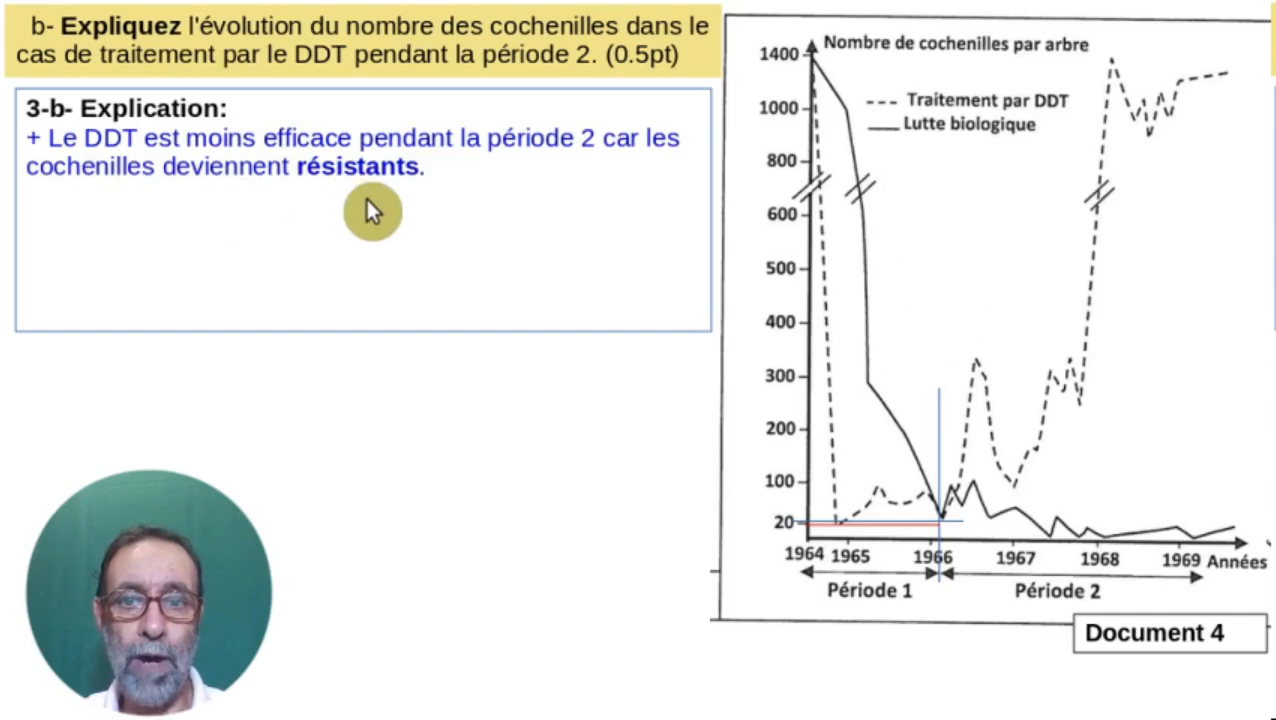 b- Expliquez l'évolution du nombre des cochenilles dans le
cas de traitement par le DDT pendant la période 2. (0.5pt)
3-b- Explication:
+ Le DDT est moins efficace pendant la période 2 car les
cochenilles deviennent résistants.
Nombre de cochenilles par arbre
1400
Traitement par DDT
1000
Lutte biologique
800
600
500
400
300
200
100
20
1964 1965 1966 1967 1968 1969 Années
Période 1 Période 2
Document 4